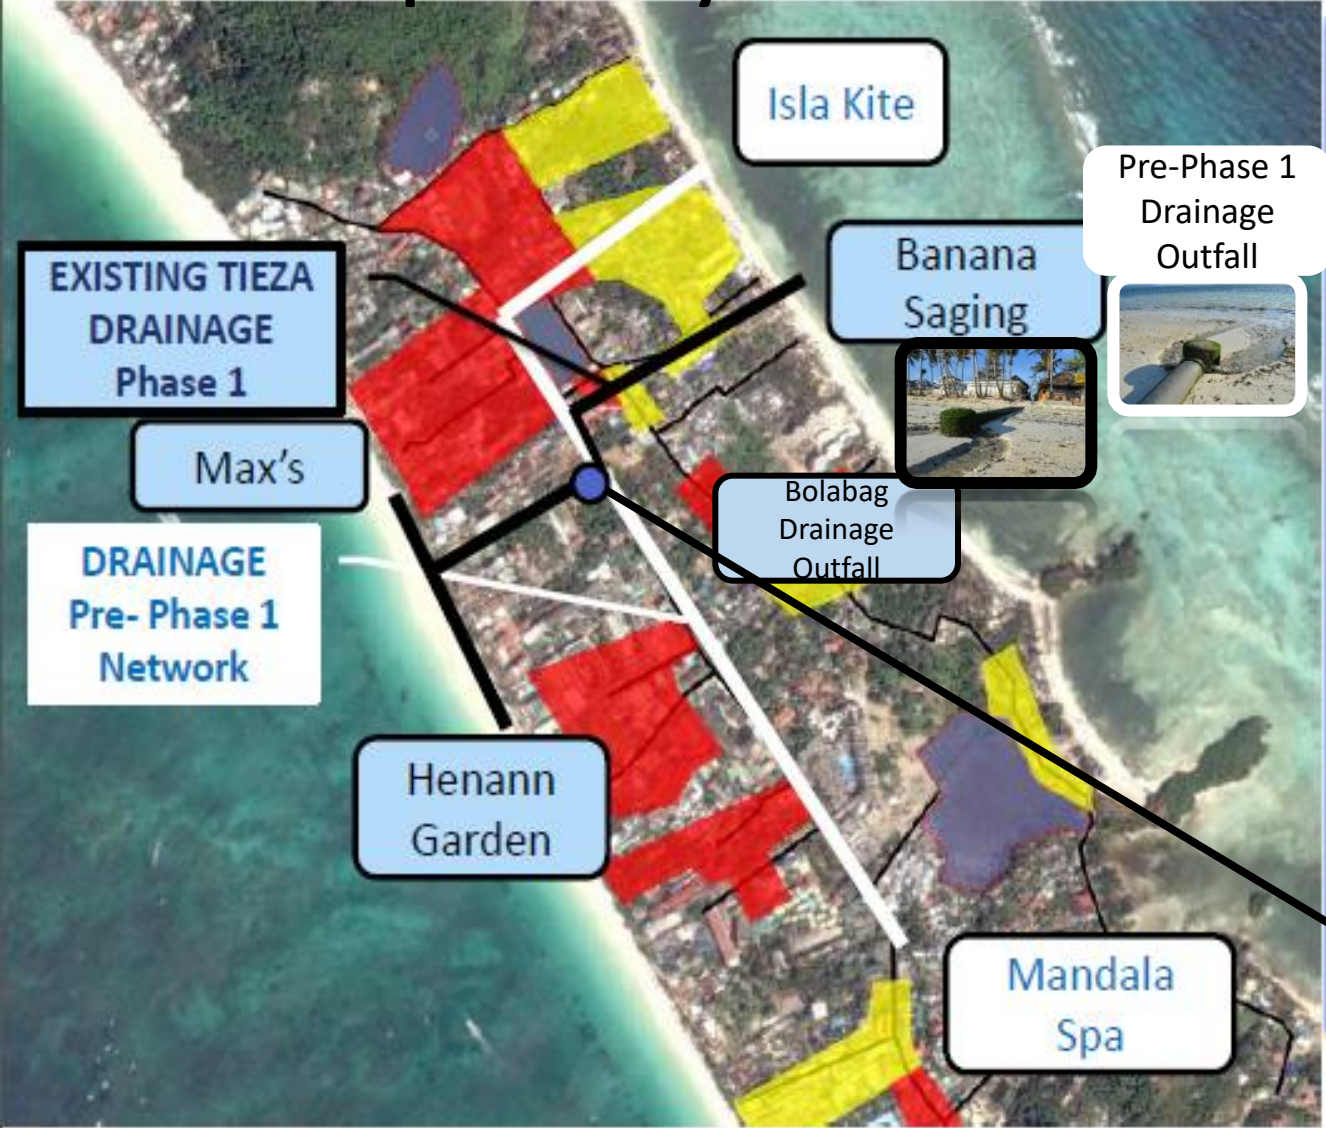 Isla Kite
Pre-Phase 1
Drainage
Outfall
Banana
Saging
EXISTING TIEZA
DRAINAGE
Phase 1
Max's
Bolabag
Drainage
Outfall
DRAINAGE
Pre- Phase 1
Network
Henann
Garden
Mandala
Spa